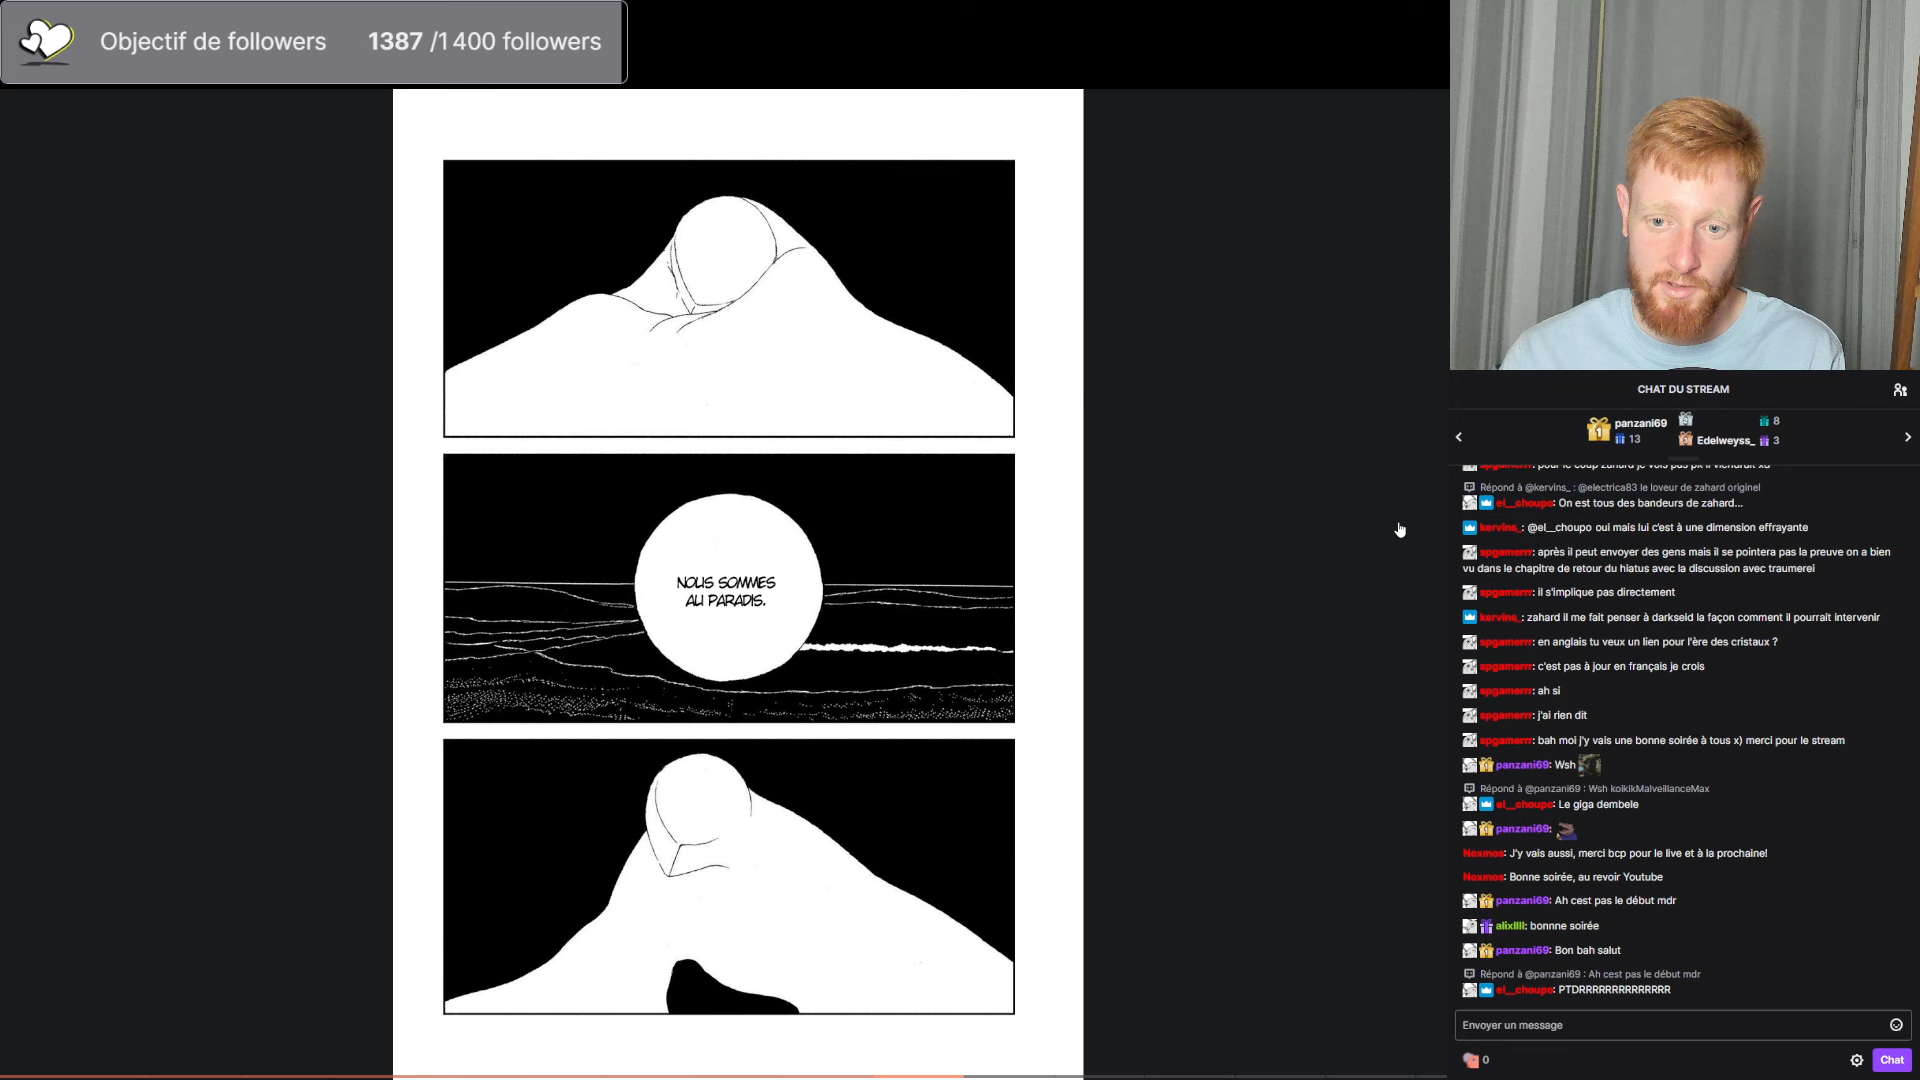 Objectif de followers 1387 /1 400 followers
NOUS SOMMES
AU PARADIS.
CHAT DU STREAM
panzani69
13
8
Edelweyss_ 3
Répond à @kervins_ : @electrica83 le loveur de zahard originel
el__choupo: On est tous des bandeurs de zahard...
kervins_: @el__choupo oui mais lui c'est à une dimension effrayante
spgamerrr: après il peut envoyer des gens mais il se pointera pas la preuve on a bien
vu dans le chapitre de retour du hiatus avec la discussion avec traumerei
spgamerrr: il s'implique pas directement
kervins_: zahard il me fait penser à darkseid la façon comment il pourrait intervenir
spgamerrr: en anglais tu veux un lien pour l'ère des cristaux ?
spgamerrr: c'est pas à jour en français je crois
spgamerrr: ah si
spgamerrr: j'ai rien dit
spgamerrr: bah moi j'y vais une bonne soirée à tous x) merci pour le stream
panzani69: Wsh
Répond à @panzani69 : Wsh koikikMalveillanceMax
el__choupo: Le giga dembele
panzani69:
Noxmos: J'y vais aussi, merci bcp pour le live et à la prochaine!
Noxmos: Bonne soirée, au revoir Youtube
panzani69: Ah cest pas le début mdr
alixllll: bonnne soirée
panzani69: Bon bah salut
Répond à @panzani69 : Ah cest pas le début mdr
el__choupo: PTDRRRRRRRRRRRRRR
Envoyer un message
0
Chat